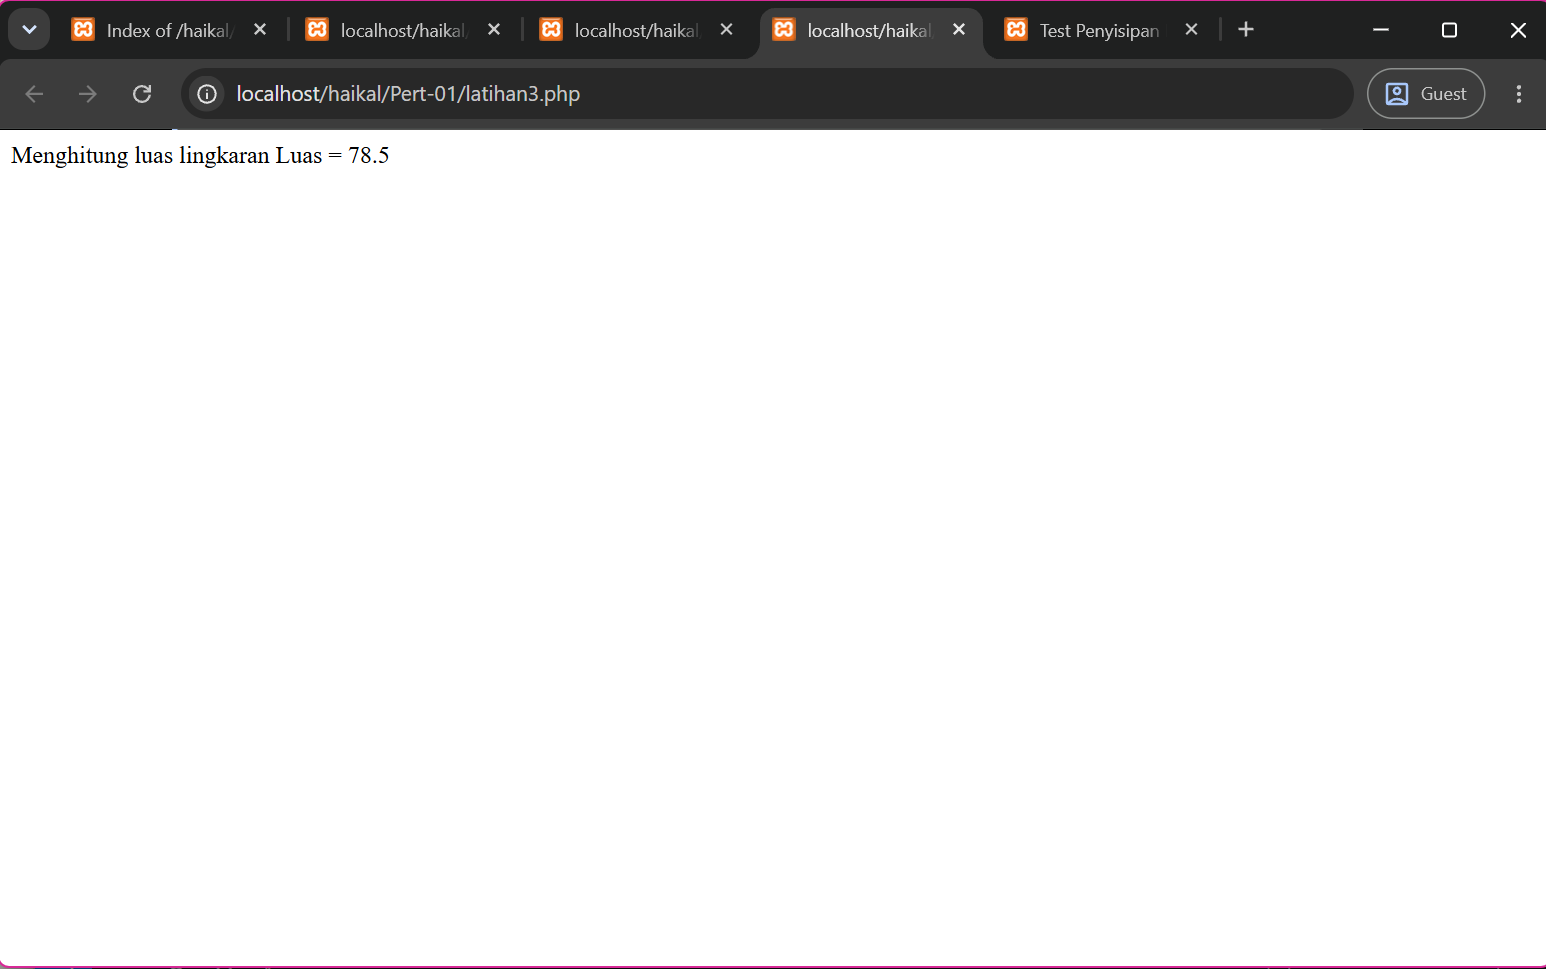 Index of /haikal/
localhost/haikal/
localhost/haikal/
localhost/haikal/
Test Penyisipan
localhost/haikal/Pert-01/latihan3.php
Guest
Menghitung luas lingkaran Luas = 78.5